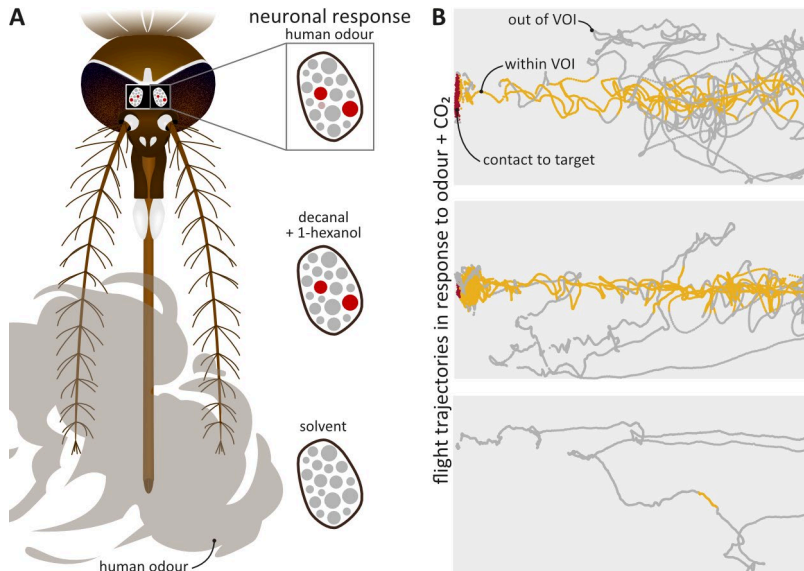 A
neuronal response
human odour
decanal
+ 1-hexanol
solvent
human odour
B
flight trajectories in response to odour + CO₂
out of VOI
within VOI
contact to target